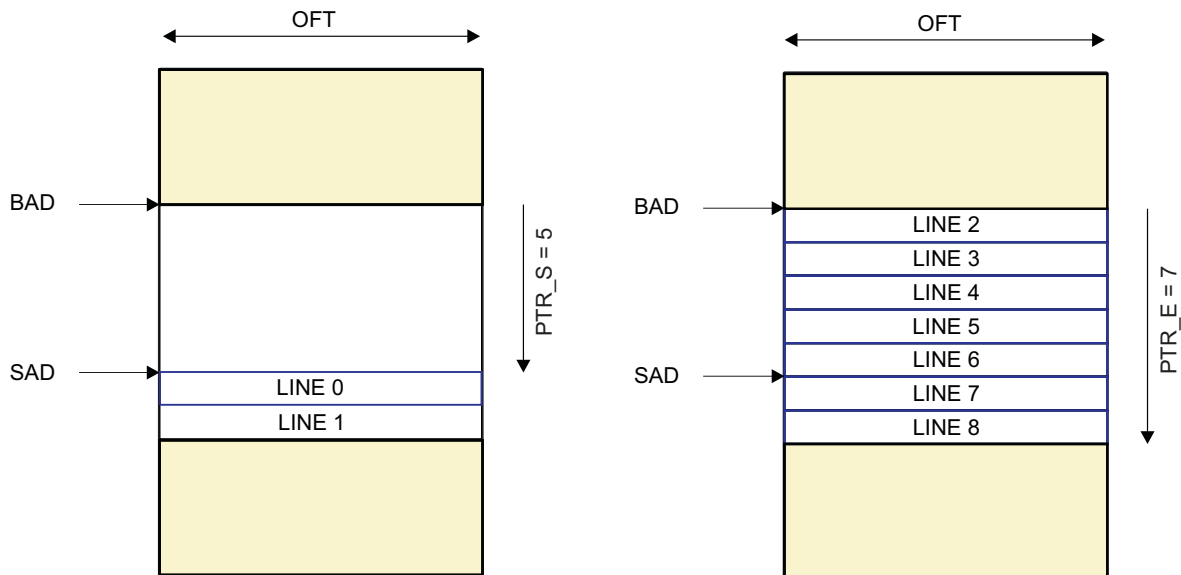 OFT
BAD
PTR_S = 5
SAD
LINE 0
LINE 1
OFT
BAD
LINE 2
LINE 3
LINE 4
LINE 5
LINE 6
SAD
LINE 7
LINE 8
PTR_E = 7